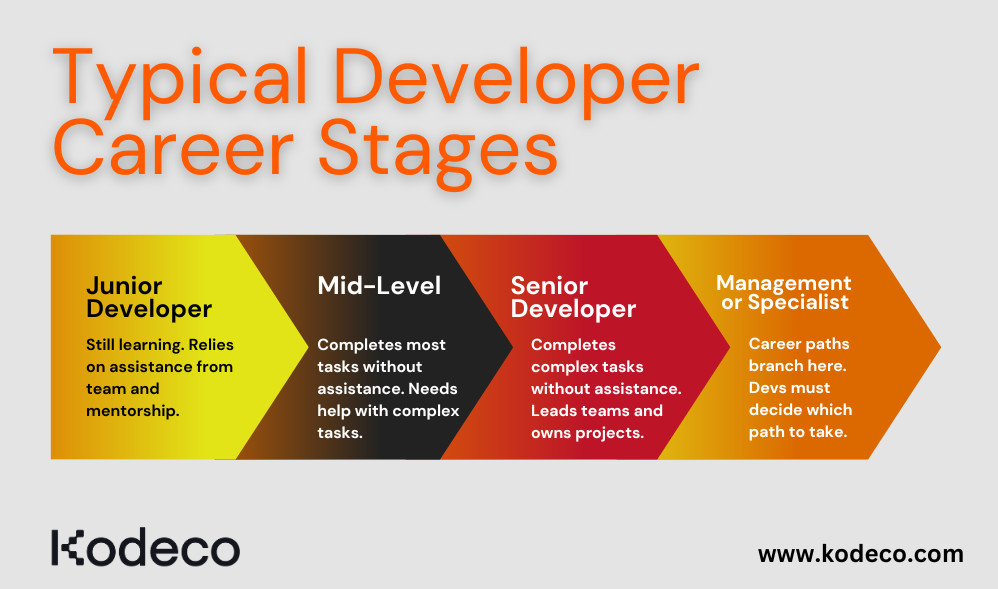 Typical Developer
Career Stages
Junior
Developer
Still learning. Relies
on assistance from
team and
mentorship.
Mid-Level
Completes most
tasks without
assistance. Needs
help with complex
tasks.
Senior
Developer
Completes
complex tasks
without assistance.
Leads teams and
owns projects.
Management
or Specialist
Career paths
branch here.
Devs must
decide which
path to take.
Kodeco
www.kodeco.com